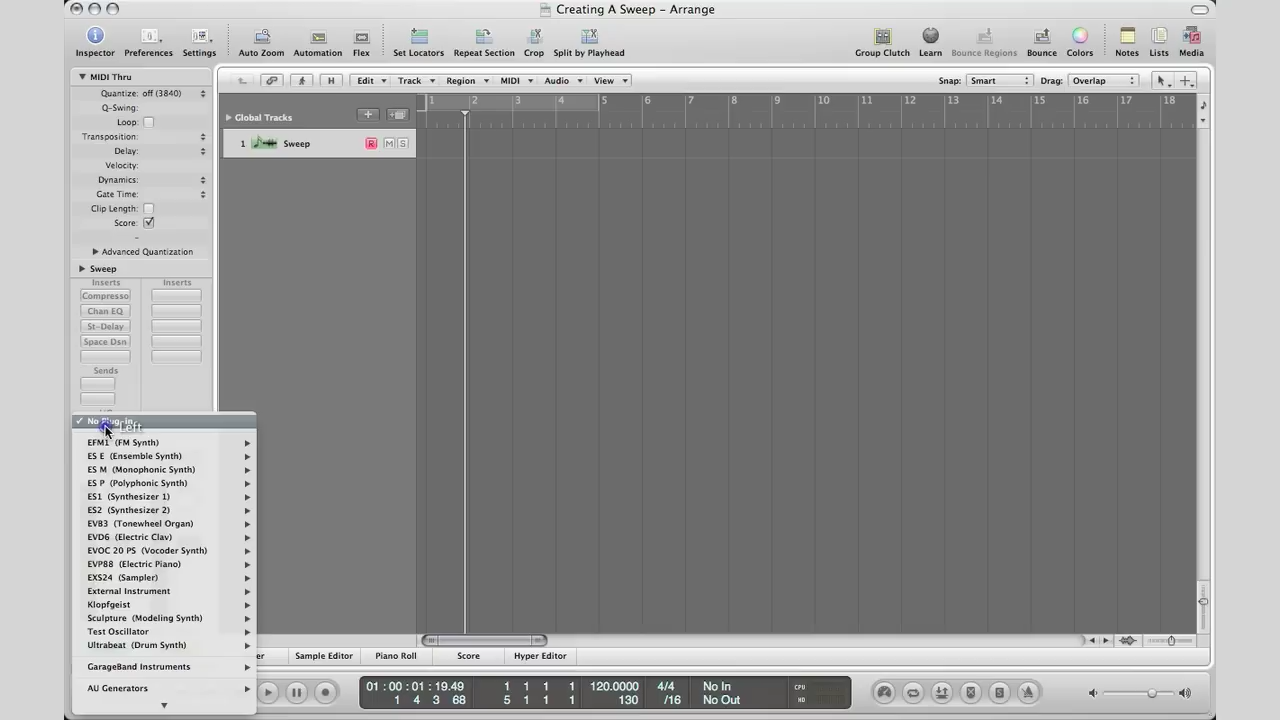 Creating A Sweep - Arrange
Inspector Preferences Settings Auto Zoom Automation Flex Set Locators Repeat Section Crop Split by Playhead Group Clutch Learn Bounce Regions Bounce Colors Notes Lists Media
MIDI Thru
Edit Track Region MIDI Audio View Snap: Smart Drag: Overlap
Quantize: off (3840)
Q-Swing:
Loop:
Transposition:
Delay:
Velocity:
Dynamics:
Gate Time:
Clip Length:
Score:
-
Advanced Quantization
Sweep
Inserts Inserts
Compresso
Chan EQ
St-Delay
Space Dsn
Sends
Global Tracks
1 2 3 4 5 6 7 8 9 10 11 12 13 14 15 16 17 18
1 Sweep R M S
No Plug-in
Left
EFM1 (FM Synth)
ES E (Ensemble Synth)
ES M (Monophonic Synth)
ES P (Polyphonic Synth)
ES1 (Synthesizer 1)
ES2 (Synthesizer 2)
EVB3 (Tonewheel Organ)
EVD6 (Electric Clav)
EVOC 20 PS (Vocoder Synth)
EVP88 (Electric Piano)
EXS24 (Sampler)
External Instrument
Klopfgeist
Sculpture (Modeling Synth)
Test Oscillator
Ultrabeat (Drum Synth)
GarageBand Instruments
AU Generators
er Sample Editor Piano Roll Score Hyper Editor
01:00:01:19.49 1 1 1 1 120.0000 4/4 No In CPU
1 4 3 68 5 1 1 1 130 /16 No Out HD